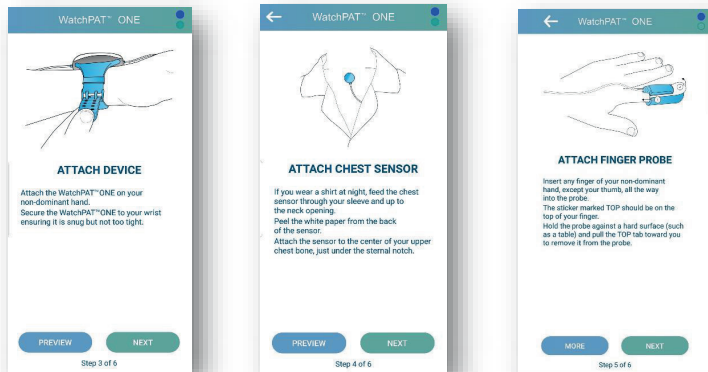 WatchPAT™ ONE
ATTACH DEVICE
Attach the WatchPAT™ONE on your
non-dominant hand.
Secure the WatchPAT™ONE to your wrist
ensuring it is snug but not too tight.
PREVIEW
NEXT
Step 3 of 6
WatchPAT™ ONE
ATTACH CHEST SENSOR
If you wear a shirt at night, feed the chest
sensor through your sleeve and up to
the neck opening.
Peel the white paper from the back
of the sensor.
Attach the sensor to the center of your upper
chest bone, just under the sternal notch.
PREVIEW
NEXT
Step 4 of 6
WatchPAT™ ONE
ATTACH FINGER PROBE
Insert any finger of your non-dominant
hand, except your thumb, all the way
into the probe.
The sticker marked TOP should be on the
top of your finger.
Hold the probe against a hard surface (such
as a table) and pull the TOP tab toward you
to remove it from the probe.
MORE
NEXT
Step 5 of 6